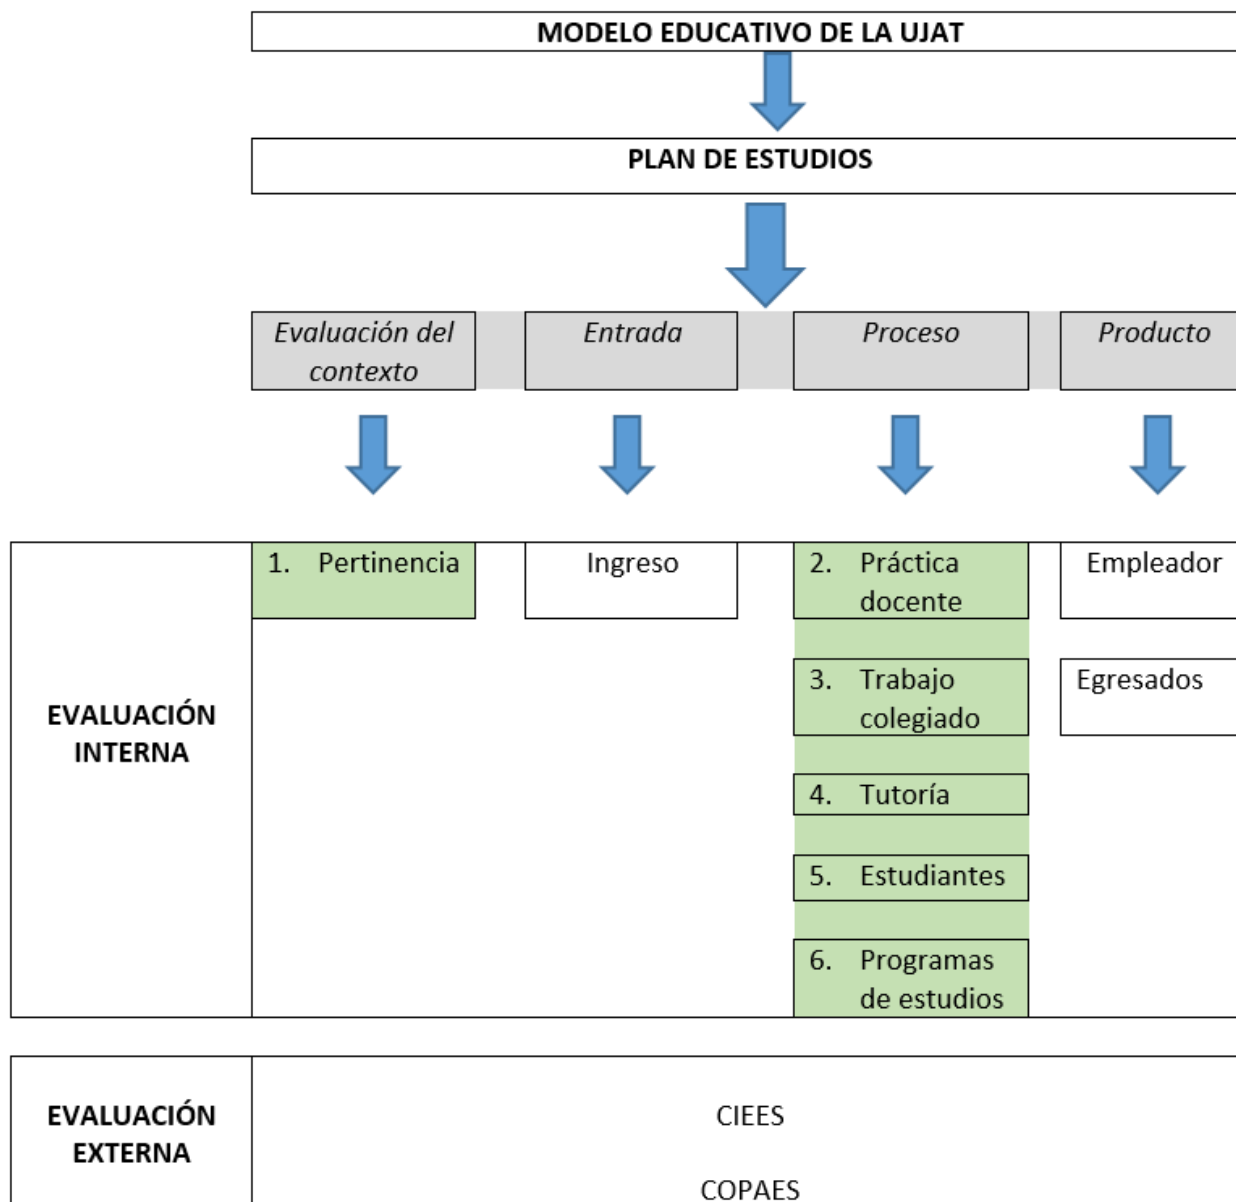 MODELO EDUCATIVO DE LA UJAT
PLAN DE ESTUDIOS
Evaluación del
contexto
Entrada
Proceso
Producto
EVALUACIÓN
INTERNA
1. Pertinencia
Ingreso
2. Práctica
docente
Empleador
3. Trabajo
colegiado
Egresados
4. Tutoría
5. Estudiantes
6. Programas
de estudios
EVALUACIÓN
EXTERNA
CIEES
COPAES